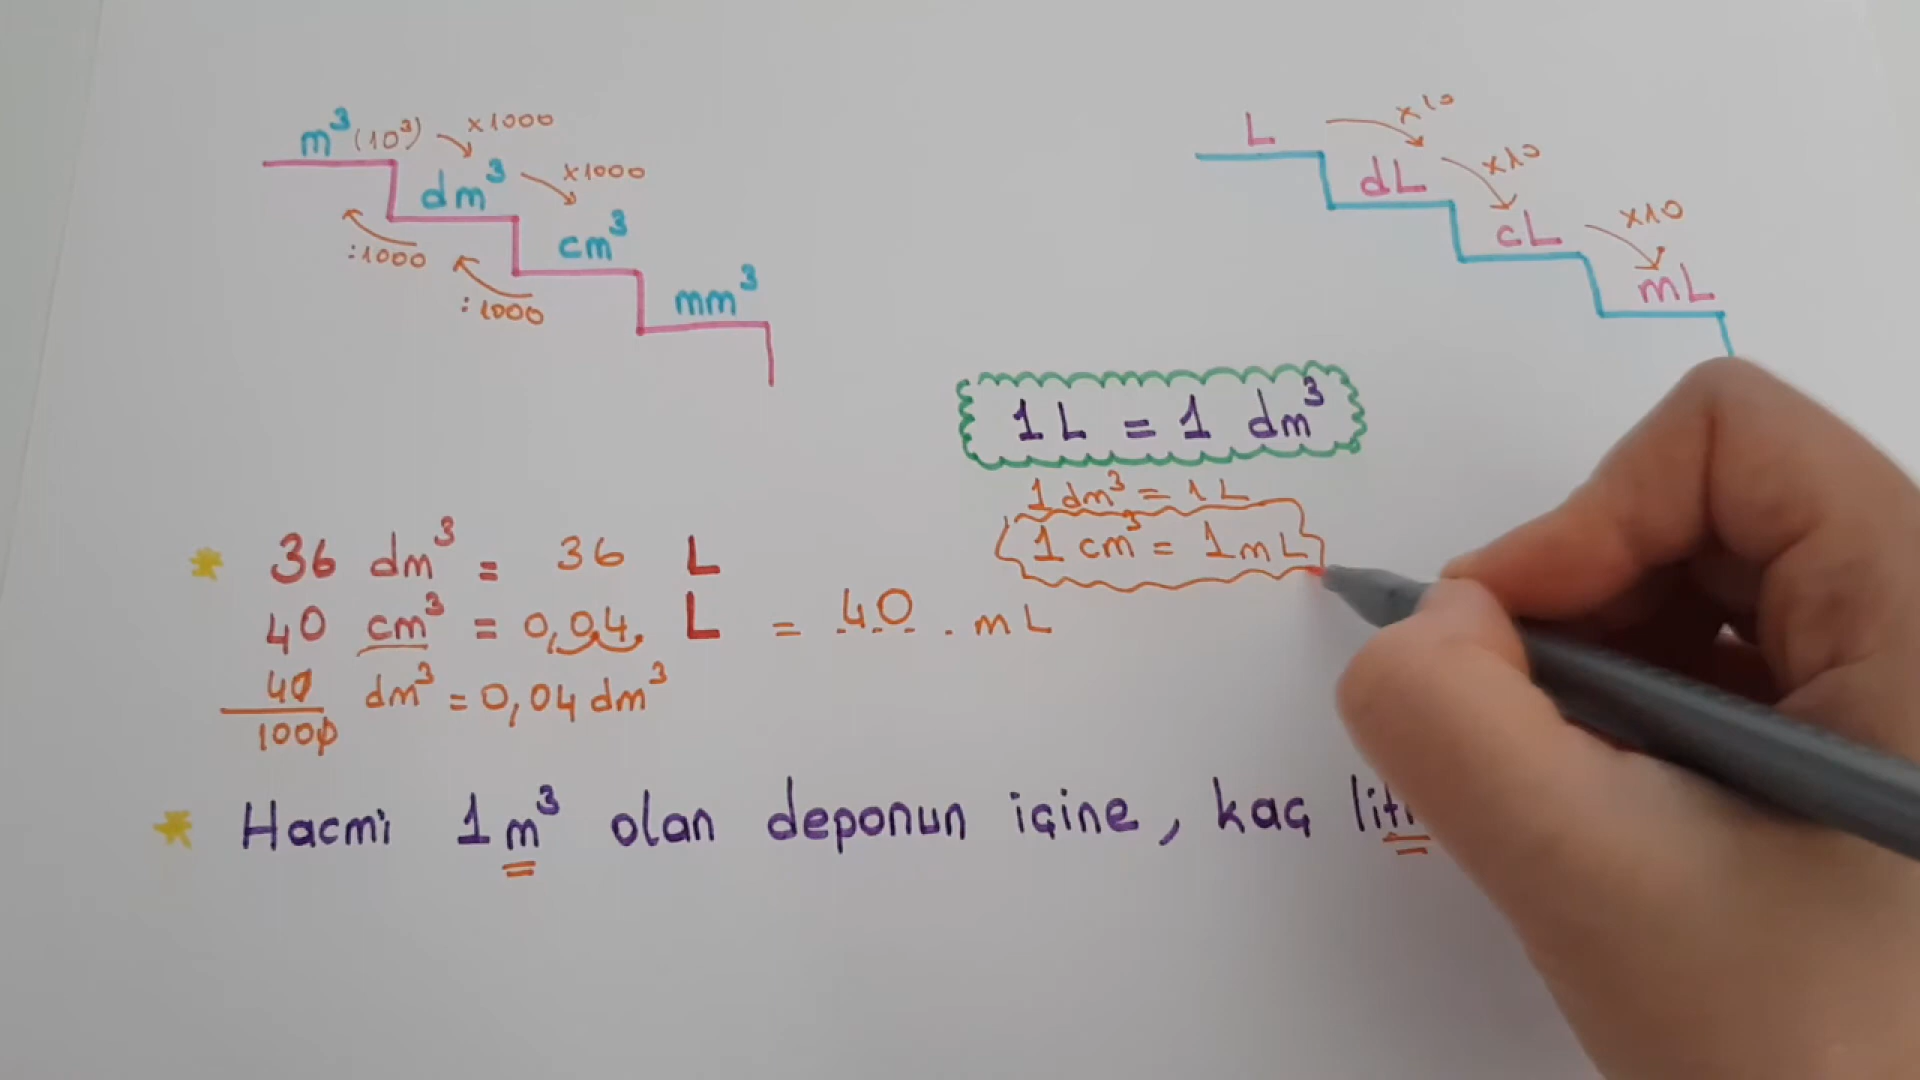 m³ (10³) x1000
dm³ x1000
:1000 cm³
:1000 mm³
L x10
dL x10
cL x10
mL
1 L = 1 dm³
1 dm³ = 1 L
1 cm³ = 1 mL
36 dm³ = 36 L
40 cm³ = 0,04 L = 40 mL
40/1000 dm³ = 0,04 dm³
Hacmi 1 m³ olan deponun içine, kaç